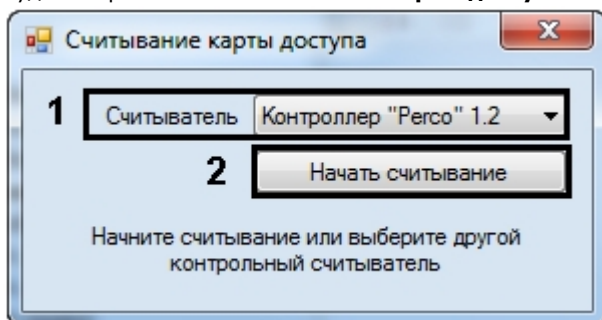 Считывание карты доступа
1 Считыватель Контроллер "Perco" 1.2
2 Начать считывание
Начните считывание или выберите другой
контрольный считыватель